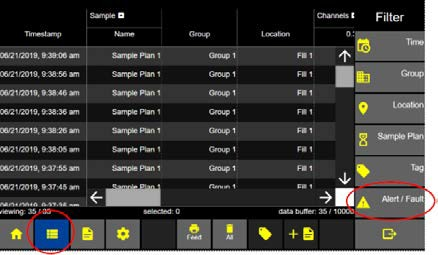 Sample Channels Filter
Timestamp Name Group Location 0.
06/21/2019, 9:39:06 am Sample Plan 1 Group 1 Fill 1
06/21/2019, 9:38:56 am Sample Plan 1 Group 1 Fill 1
06/21/2019, 9:38:46 am Sample Plan 1 Group 1 Fill 1
06/21/2019, 9:38:36 am Sample Plan 1 Group 1 Fill 1
06/21/2019, 9:38:26 am Sample Plan 1 Group 1 Fill 1
06/21/2019, 9:38:05 am Sample Plan 1 Group 1 Fill 1
06/21/2019, 9:37:55 am Sample Plan 1 Group 1 Fill 1
06/21/2019, 9:37:45 am Sample Plan 1 Group 1 Fill 1
Time
Group
Location
Sample Plan
Tag
Alert / Fault
viewing: 35 / 35 selected: 0 data buffer: 35 / 10000
Feed All